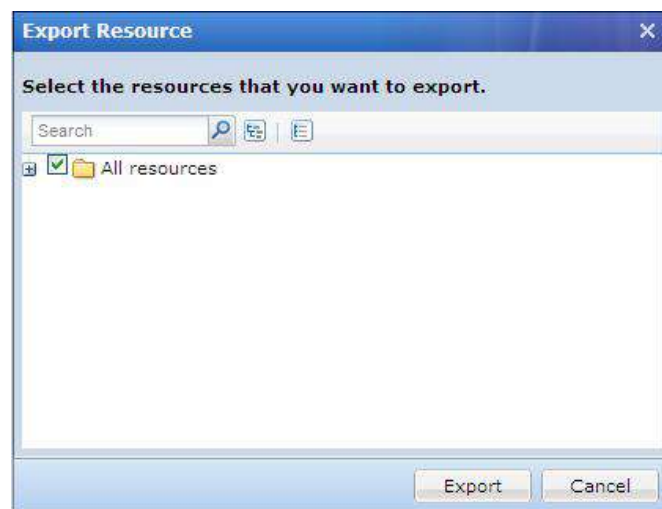 Export Resource
Select the resources that you want to export.
Search
All resources
Export Cancel